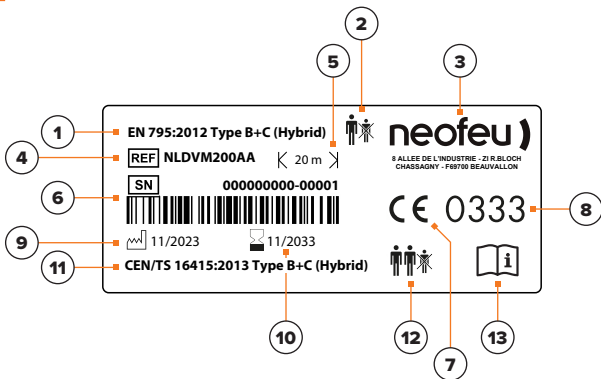 2
5
3
1
EN 795:2012 Type B+C (Hybrid)
neofeu
4
REF NLDVM200AA
20 m
8 ALLEE DE L'INDUSTRIE - ZI R.BLOCH
CHASSAGNY - F69700 BEAUVALLON
6
SN 000000000-00001
CE 0333
8
9
11/2023
11/2033
11
CEN/TS 16415:2013 Type B+C (Hybrid)
i
10
12
7
13